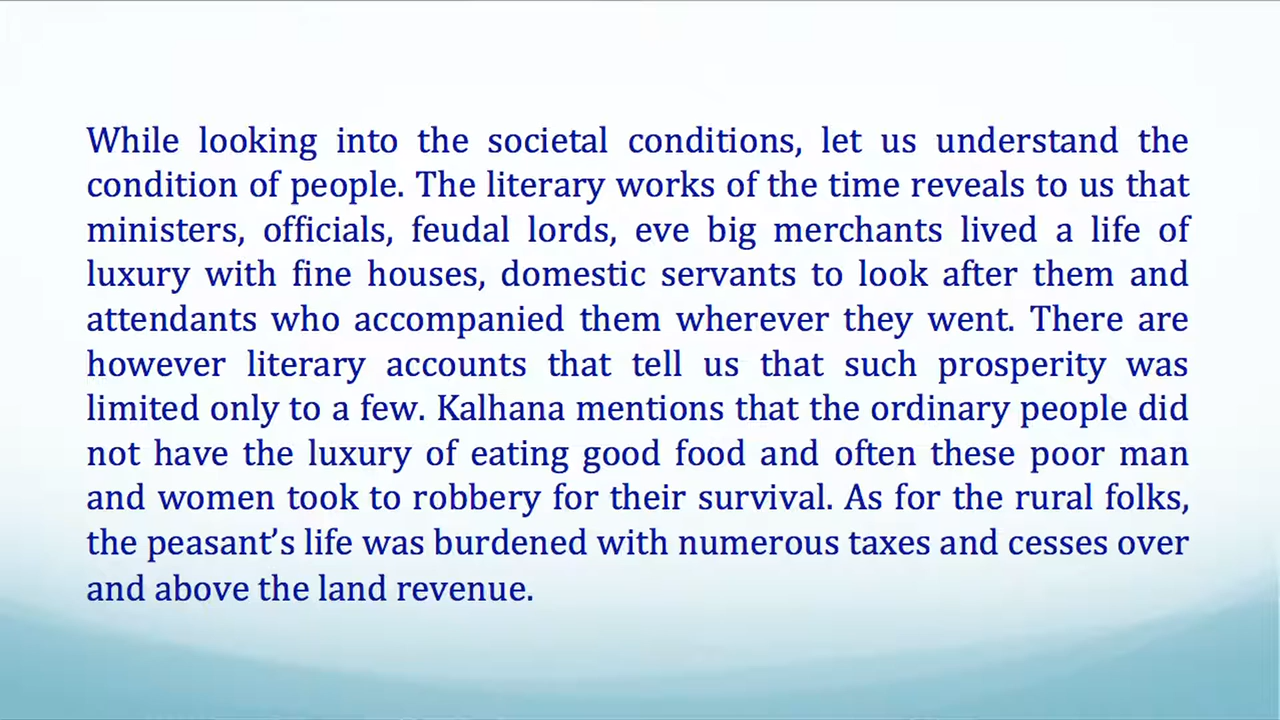 While looking into the societal conditions, let us understand the
condition of people. The literary works of the time reveals to us that
ministers, officials, feudal lords, eve big merchants lived a life of
luxury with fine houses, domestic servants to look after them and
attendants who accompanied them wherever they went. There are
however literary accounts that tell us that such prosperity was
limited only to a few. Kalhana mentions that the ordinary people did
not have the luxury of eating good food and often these poor man
and women took to robbery for their survival. As for the rural folks,
the peasant’s life was burdened with numerous taxes and cesses over
and above the land revenue.